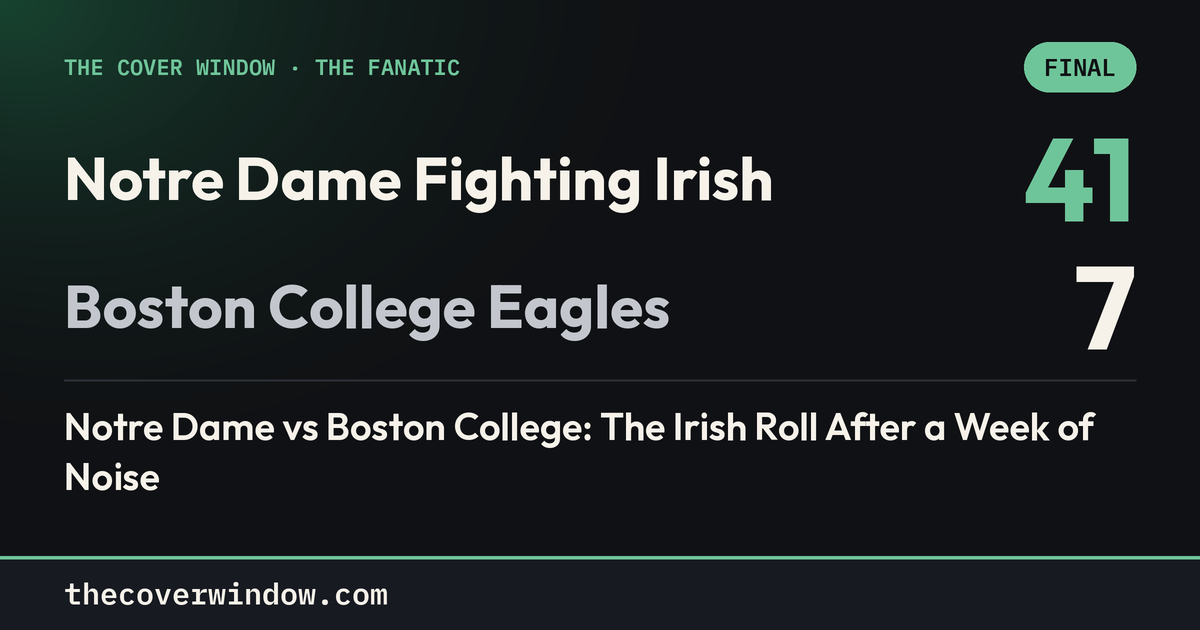 THE COVER WINDOW · THE FANATIC
FINAL
Notre Dame Fighting Irish
41
Boston College Eagles
7
Notre Dame vs Boston College: The Irish Roll After a Week of
Noise
thecoverwindow.com